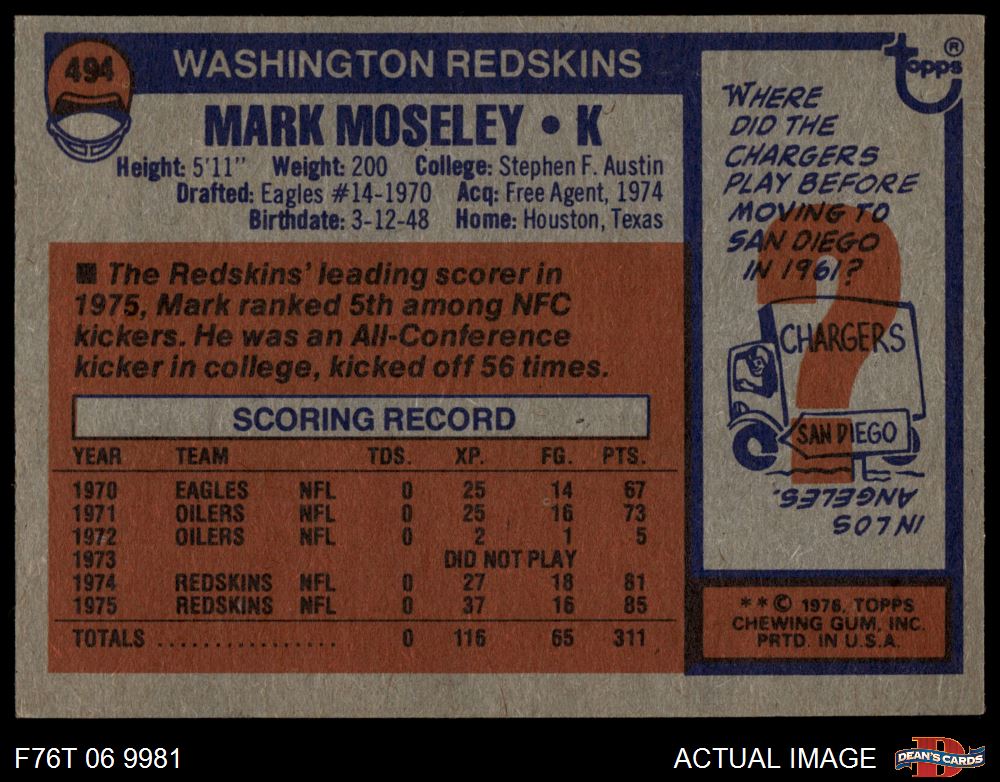 494
WASHINGTON REDSKINS
MARK MOSELEY • K
Height: 5'11" Weight: 200 College: Stephen F. Austin
Drafted: Eagles #14-1970 Acq: Free Agent, 1974
Birthdate: 3-12-48 Home: Houston, Texas
■ The Redskins' leading scorer in
1975, Mark ranked 5th among NFC
kickers. He was an All-Conference
kicker in college, kicked off 56 times.
SCORING RECORD
YEAR TEAM TDS. XP. FG. PTS.
1970 EAGLES NFL 0 25 14 67
1971 OILERS NFL 0 25 16 73
1972 OILERS NFL 0 2 1 5
1973 DID NOT PLAY
1974 REDSKINS NFL 0 27 18 81
1975 REDSKINS NFL 0 37 16 85
TOTALS ................. 0 116 65 311
Topps ®
WHERE
DID THE
CHARGERS
PLAY BEFORE
MOVING TO
SAN DIEGO
IN 1961?
?
CHARGERS
SAN DIEGO
IN LOS
ANGELES.
** © 1976, TOPPS
CHEWING GUM, INC.
PRTD. IN U.S.A.
F76T 06 9981
ACTUAL IMAGE
D
DEAN'S CARDS